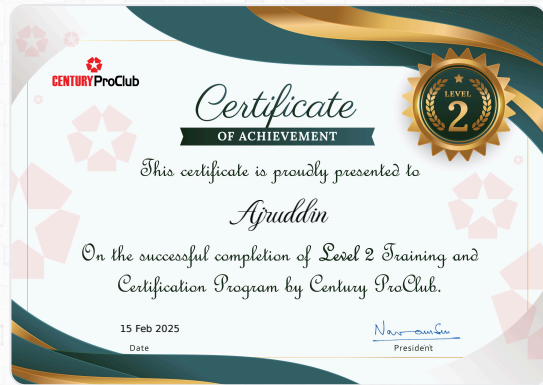 CENTURY ProClub
LEVEL
2
Certificate
OF ACHIEVEMENT
This certificate is proudly presented to
Ajruddin
On the successful completion of Level 2 Training and
Certification Program by Century ProClub.
15 Feb 2025
Date
President